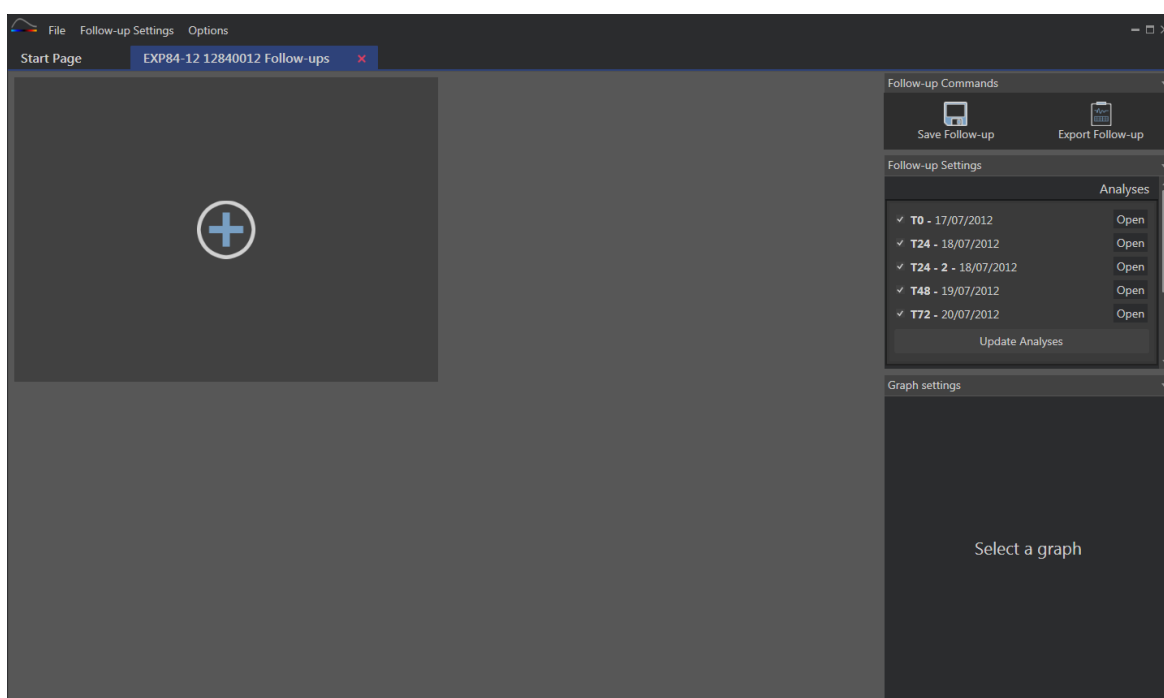 File Follow-up Settings Options
Start Page EXP84-12 12840012 Follow-ups
Follow-up Commands
Save Follow-up Export Follow-up
Follow-up Settings
Analyses
T0 - 17/07/2012 Open
T24 - 18/07/2012 Open
T24 - 2 - 18/07/2012 Open
T48 - 19/07/2012 Open
T72 - 20/07/2012 Open
Update Analyses
Graph settings
Select a graph